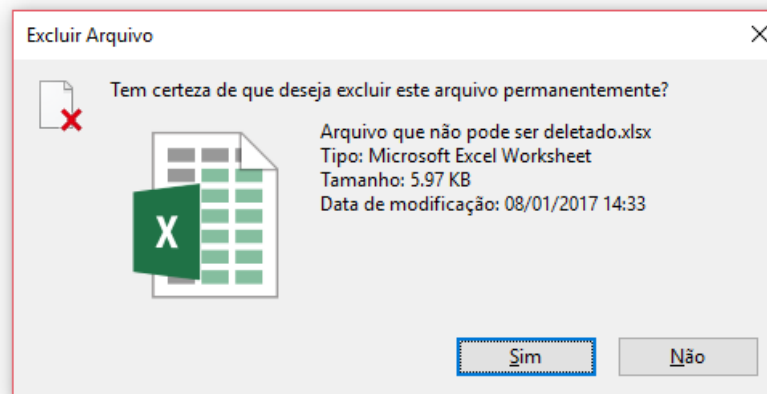 Excluir Arquivo
Tem certeza de que deseja excluir este arquivo permanentemente?
Arquivo que não pode ser deletado.xlsx
Tipo: Microsoft Excel Worksheet
Tamanho: 5.97 KB
Data de modificação: 08/01/2017 14:33
X
Sim
Não